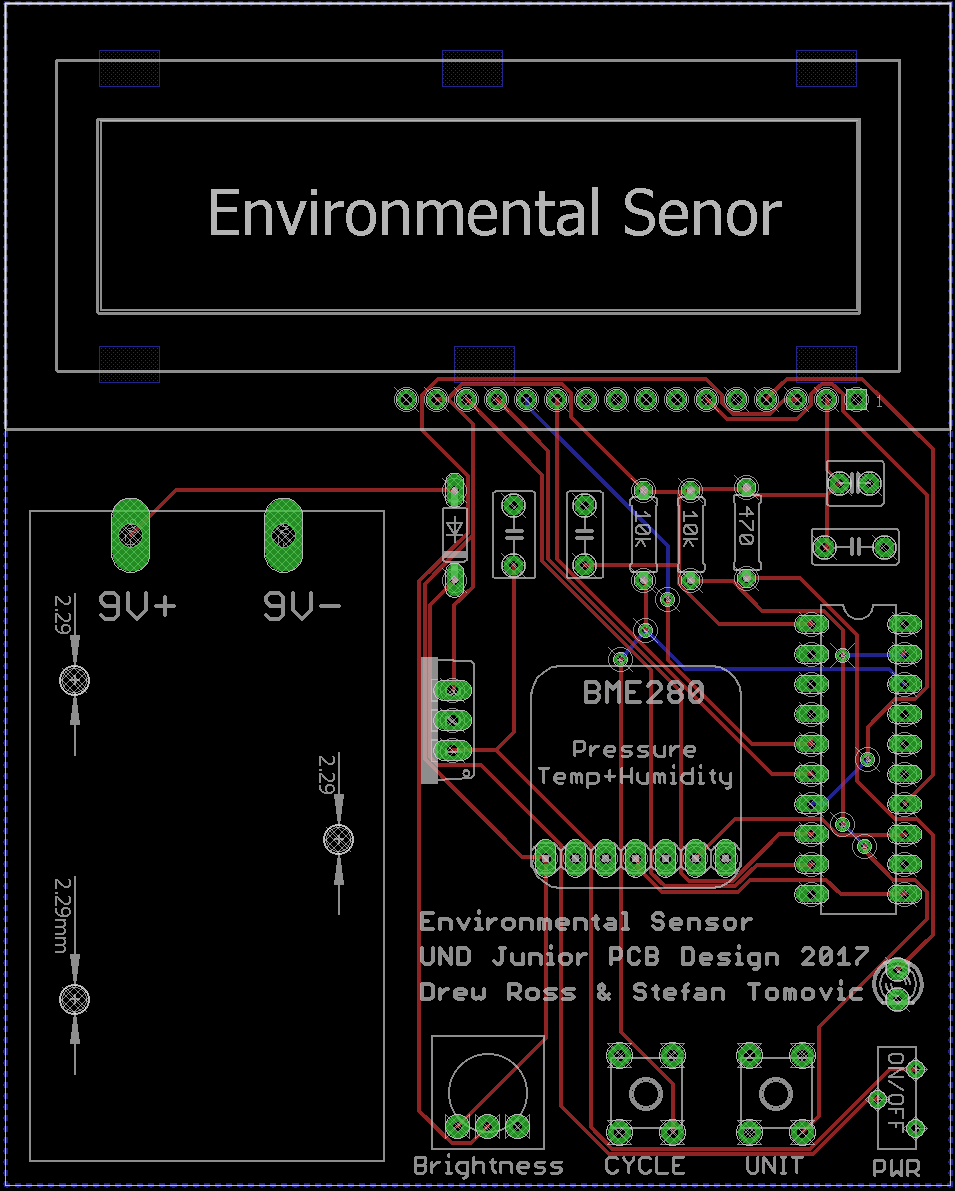 Environmental Senor
1
10k
10k
470
9V+
9V-
2.29
BME280
Pressure
Temp+Humidity
2.29
2.29mm
Environmental Sensor
UND Junior PCB Design 2017
Drew Ross & Stefan Tomovic
ON/OFF
Brightness
CYCLE
UNIT
PWR